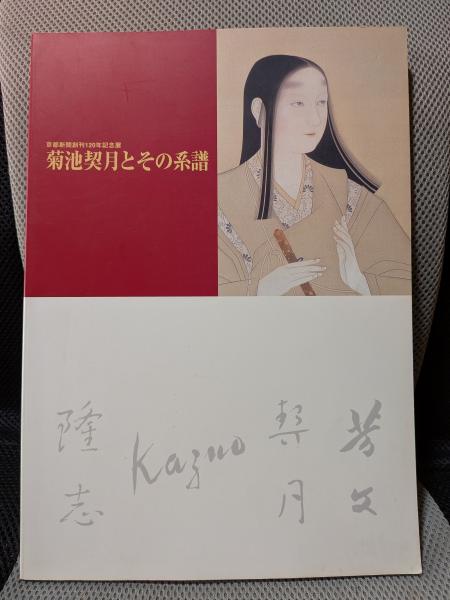 京都新聞創刊120年記念展
菊池契月とその系譜
芳文
契月
Kazuo
隆志